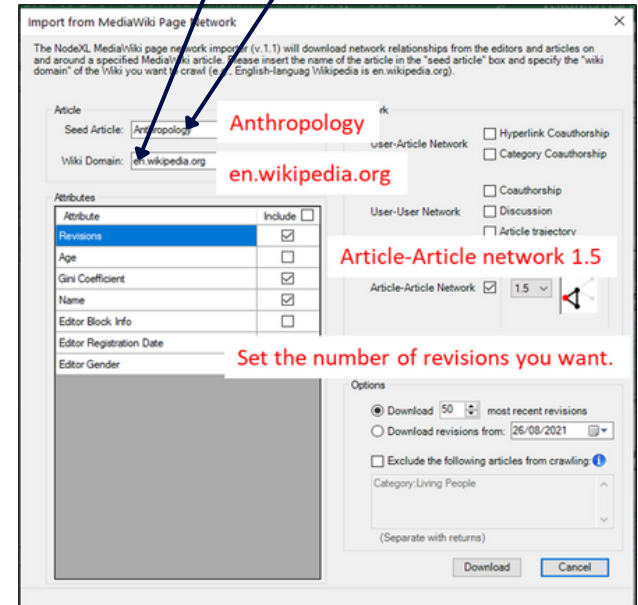 Import from MediaWiki Page Network
The NodeXL MediaWiki page network importer (v.1.1) will download network relationships from the editors and articles on
and around a specified MediaWiki article. Please insert the name of the article in the "seed article" box and specify the "wiki
domain" of the Wiki you want to crawl (e.g., English-languag Wikipedia is en.wikipedia.org).
Article
Seed Article: Anthropology
Anthropology
Wiki Domain: en.wikipedia.org
en.wikipedia.org
Attributes
Attribute Include
Revisions
Age
Gini Coefficient
Name
Editor Block Info
Editor Registration Date
Editor Gender
User-Article Network
Hyperlink Coauthorship
Category Coauthorship
User-User Network
Coauthorship
Discussion
Article trajectory
Article-Article network 1.5
Article-Article Network 1.5
Set the number of revisions you want.
Options
Download 50 most recent revisions
Download revisions from: 26/08/2021
Exclude the following articles from crawling:
Category:Living People
(Separate with returns)
Download Cancel